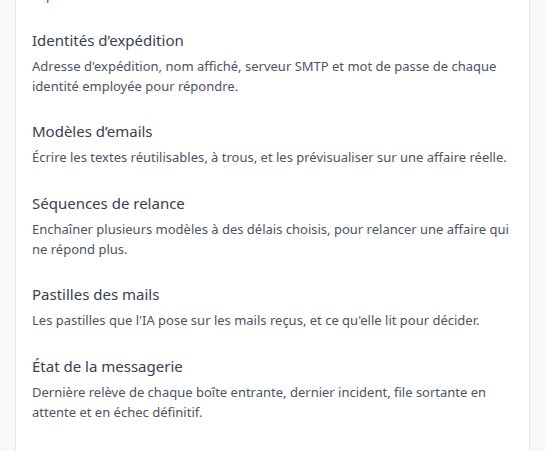 Identités d’expédition
Adresse d'expédition, nom affiché, serveur SMTP et mot de passe de chaque
identité employée pour répondre.
Modèles d’emails
Écrire les textes réutilisables, à trous, et les prévisualiser sur une affaire réelle.
Séquences de relance
Enchaîner plusieurs modèles à des délais choisis, pour relancer une affaire qui
ne répond plus.
Pastilles des mails
Les pastilles que l'IA pose sur les mails reçus, et ce qu'elle lit pour décider.
État de la messagerie
Dernière relève de chaque boîte entrante, dernier incident, file sortante en
attente et en échec définitif.